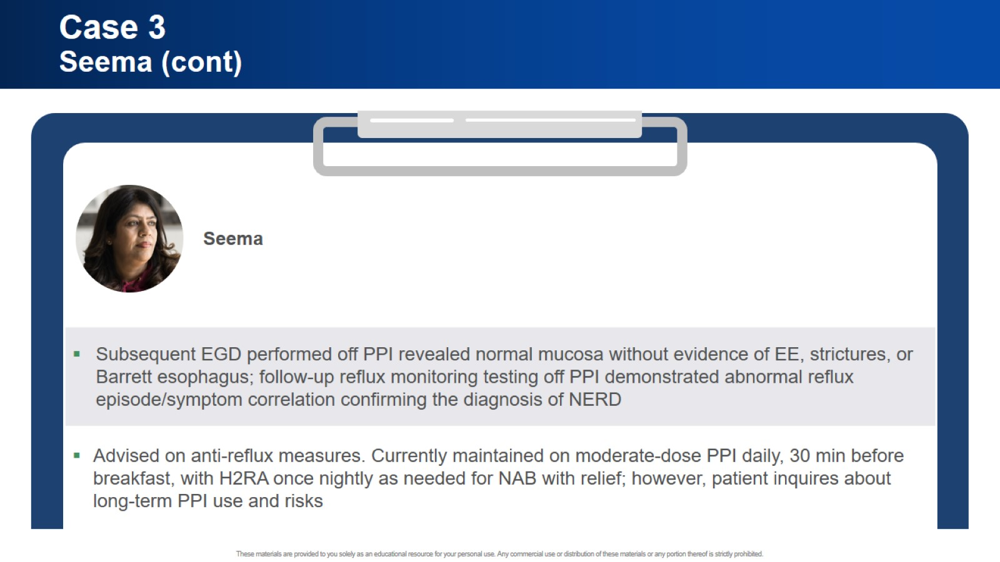 Case 3
Seema (cont)
Seema
▪ Subsequent EGD performed off PPI revealed normal mucosa without evidence of EE, strictures, or
Barrett esophagus; follow-up reflux monitoring testing off PPI demonstrated abnormal reflux
episode/symptom correlation confirming the diagnosis of NERD
▪ Advised on anti-reflux measures. Currently maintained on moderate-dose PPI daily, 30 min before
breakfast, with H2RA once nightly as needed for NAB with relief; however, patient inquires about
long-term PPI use and risks
These materials are provided to you solely as an educational resource for your personal use. Any commercial use or distribution of these materials or any portion thereof is strictly prohibited.